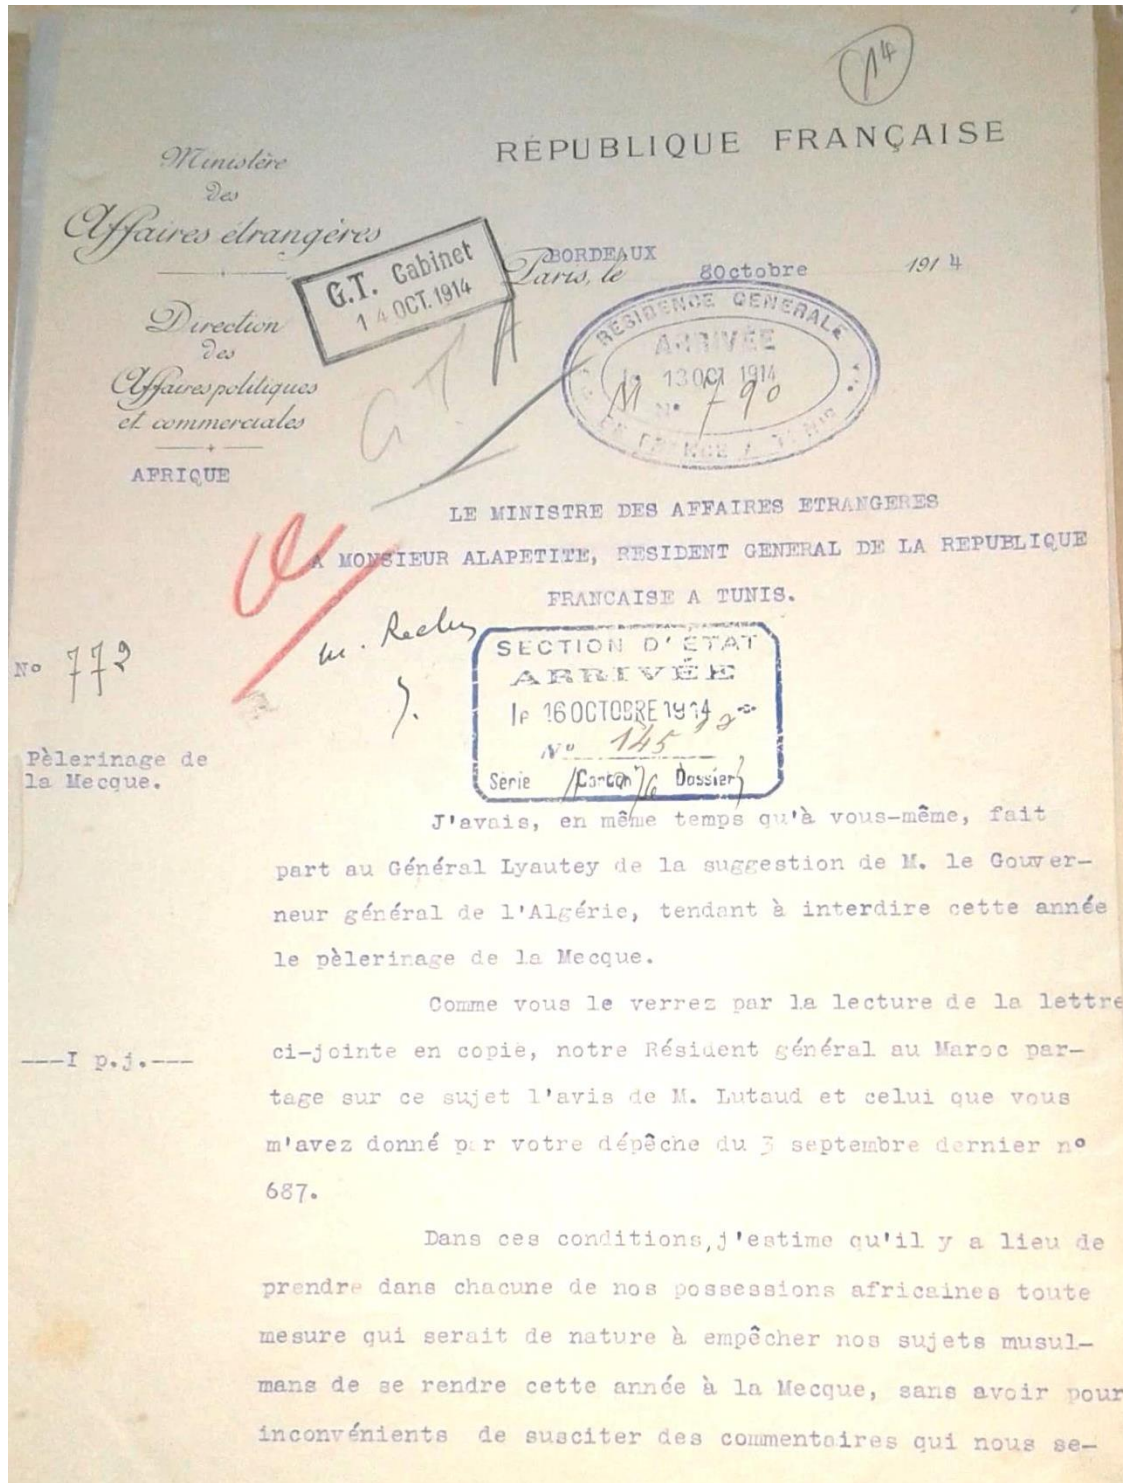 14
RÉPUBLIQUE FRANÇAISE
Ministère
des
Affaires étrangères
G.T. Cabinet
14 OCT. 1914
BORDEAUX
Paris, le 8Octobre 1914
Direction
des
Affaires politiques
et commerciales
AFRIQUE
RÉSIDENCE GENERALE
ARRIVÉE
le 13 OCT 1914
N° 790
LE MINISTRE DES AFFAIRES ETRANGERES
A MONSIEUR ALAPETITE, RESIDENT GENERAL DE LA REPUBLIQUE
FRANCAISE A TUNIS.
N° 772
SECTION D'ÉTAT
ARRIVÉE
le 16 OCTOBRE 1914
N° 145
Série Carton Dossier
Pèlerinage de
la Mecque.
J'avais, en même temps qu'à vous-même, fait
part au Général Lyautey de la suggestion de M. le Gouver-
neur général de l'Algérie, tendant à interdire cette année
le pèlerinage de la Mecque.
Comme vous le verrez par la lecture de la lettre
---I p.j.---
ci-jointe en copie, notre Résident général au Maroc par-
tage sur ce sujet l'avis de M. Lutaud et celui que vous
m'avez donné par votre dépêche du 3 septembre dernier n°
687.
Dans ces conditions, j'estime qu'il y a lieu de
prendre dans chacune de nos possessions africaines toute
mesure qui serait de nature à empêcher nos sujets musul-
mans de se rendre cette année à la Mecque, sans avoir pour
inconvénients de susciter des commentaires qui nous se-